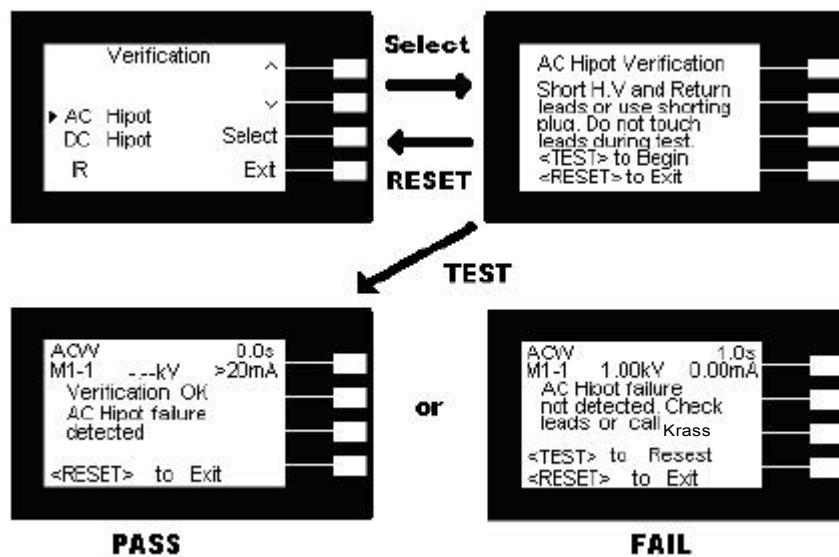 Verification
^
v
AC Hipot
DC Hipot Select
IR Exit
Select
RESET
AC Hipot Verification
Short H.V and Return
leads or use shorting
plug. Do not touch
leads during test.
<TEST> to Begin
<RESET> to Exit
TEST
ACW 0.0s
M1-1 -.--kV >20mA
Verification OK
AC Hipot failure
detected
<RESET> to Exit
PASS
or
ACW 1.0s
M1-1 1.00kV 0.00mA
AC Hipot failure
not detected. Check
leads or call Krass
<TEST> to Resest
<RESET> to Exit
FAIL